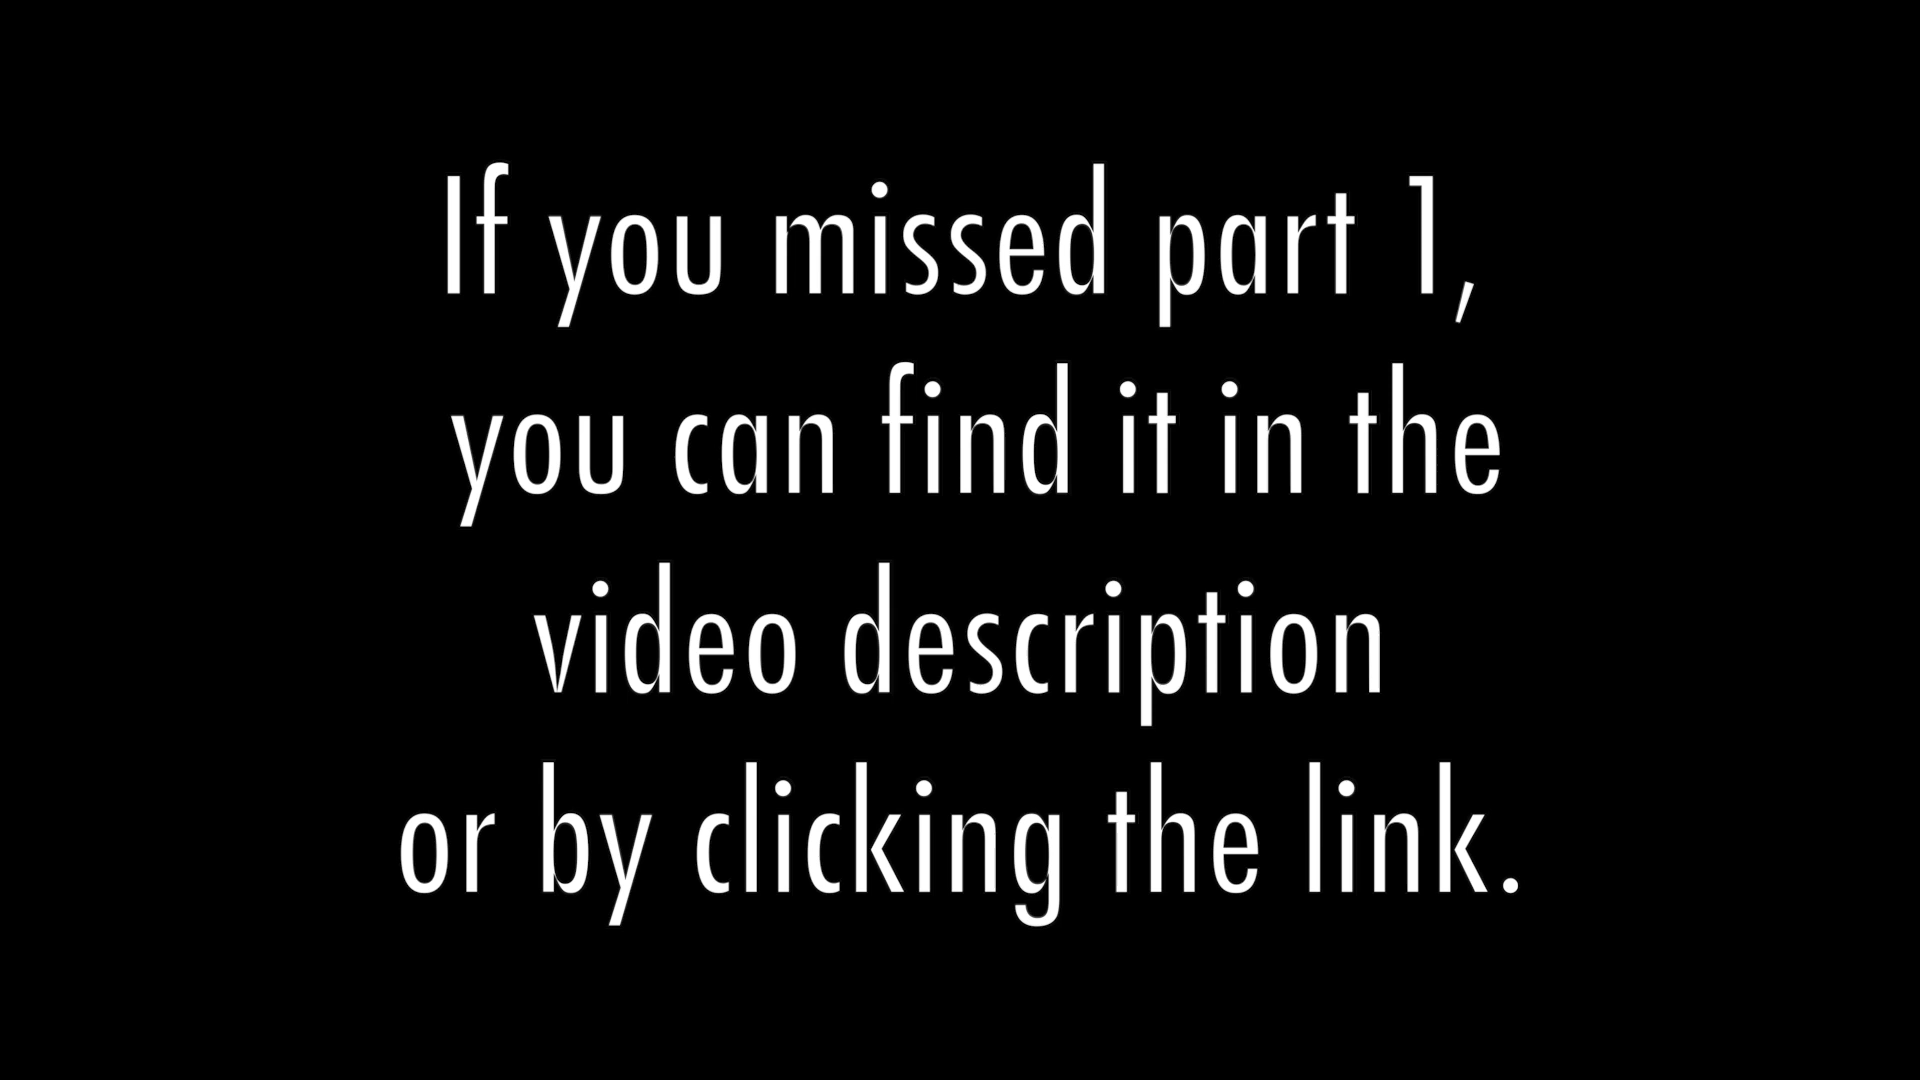 If you missed part 1,
you can find it in the
video description
or by clicking the link.